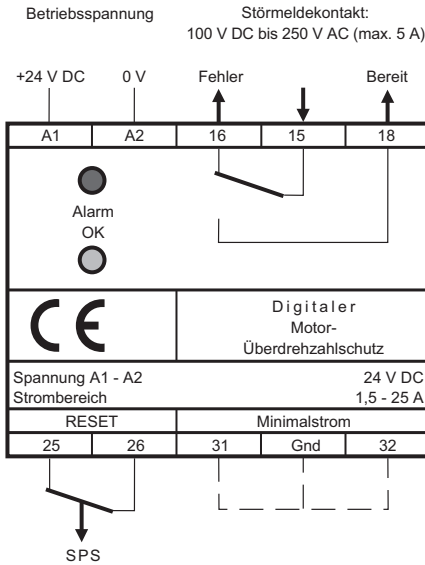 Betriebsspannung
Störmeldekontakt:
100 V DC bis 250 V AC (max. 5 A)
+24 V DC 0 V Fehler Bereit
A1 A2 16 15 18
Alarm
OK
CE
Digitaler
Motor-
Überdrehzahlschutz
Spannung A1 - A2 24 V DC
Strombereich 1,5 - 25 A
RESET Minimalstrom
25 26 31 Gnd 32
SPS